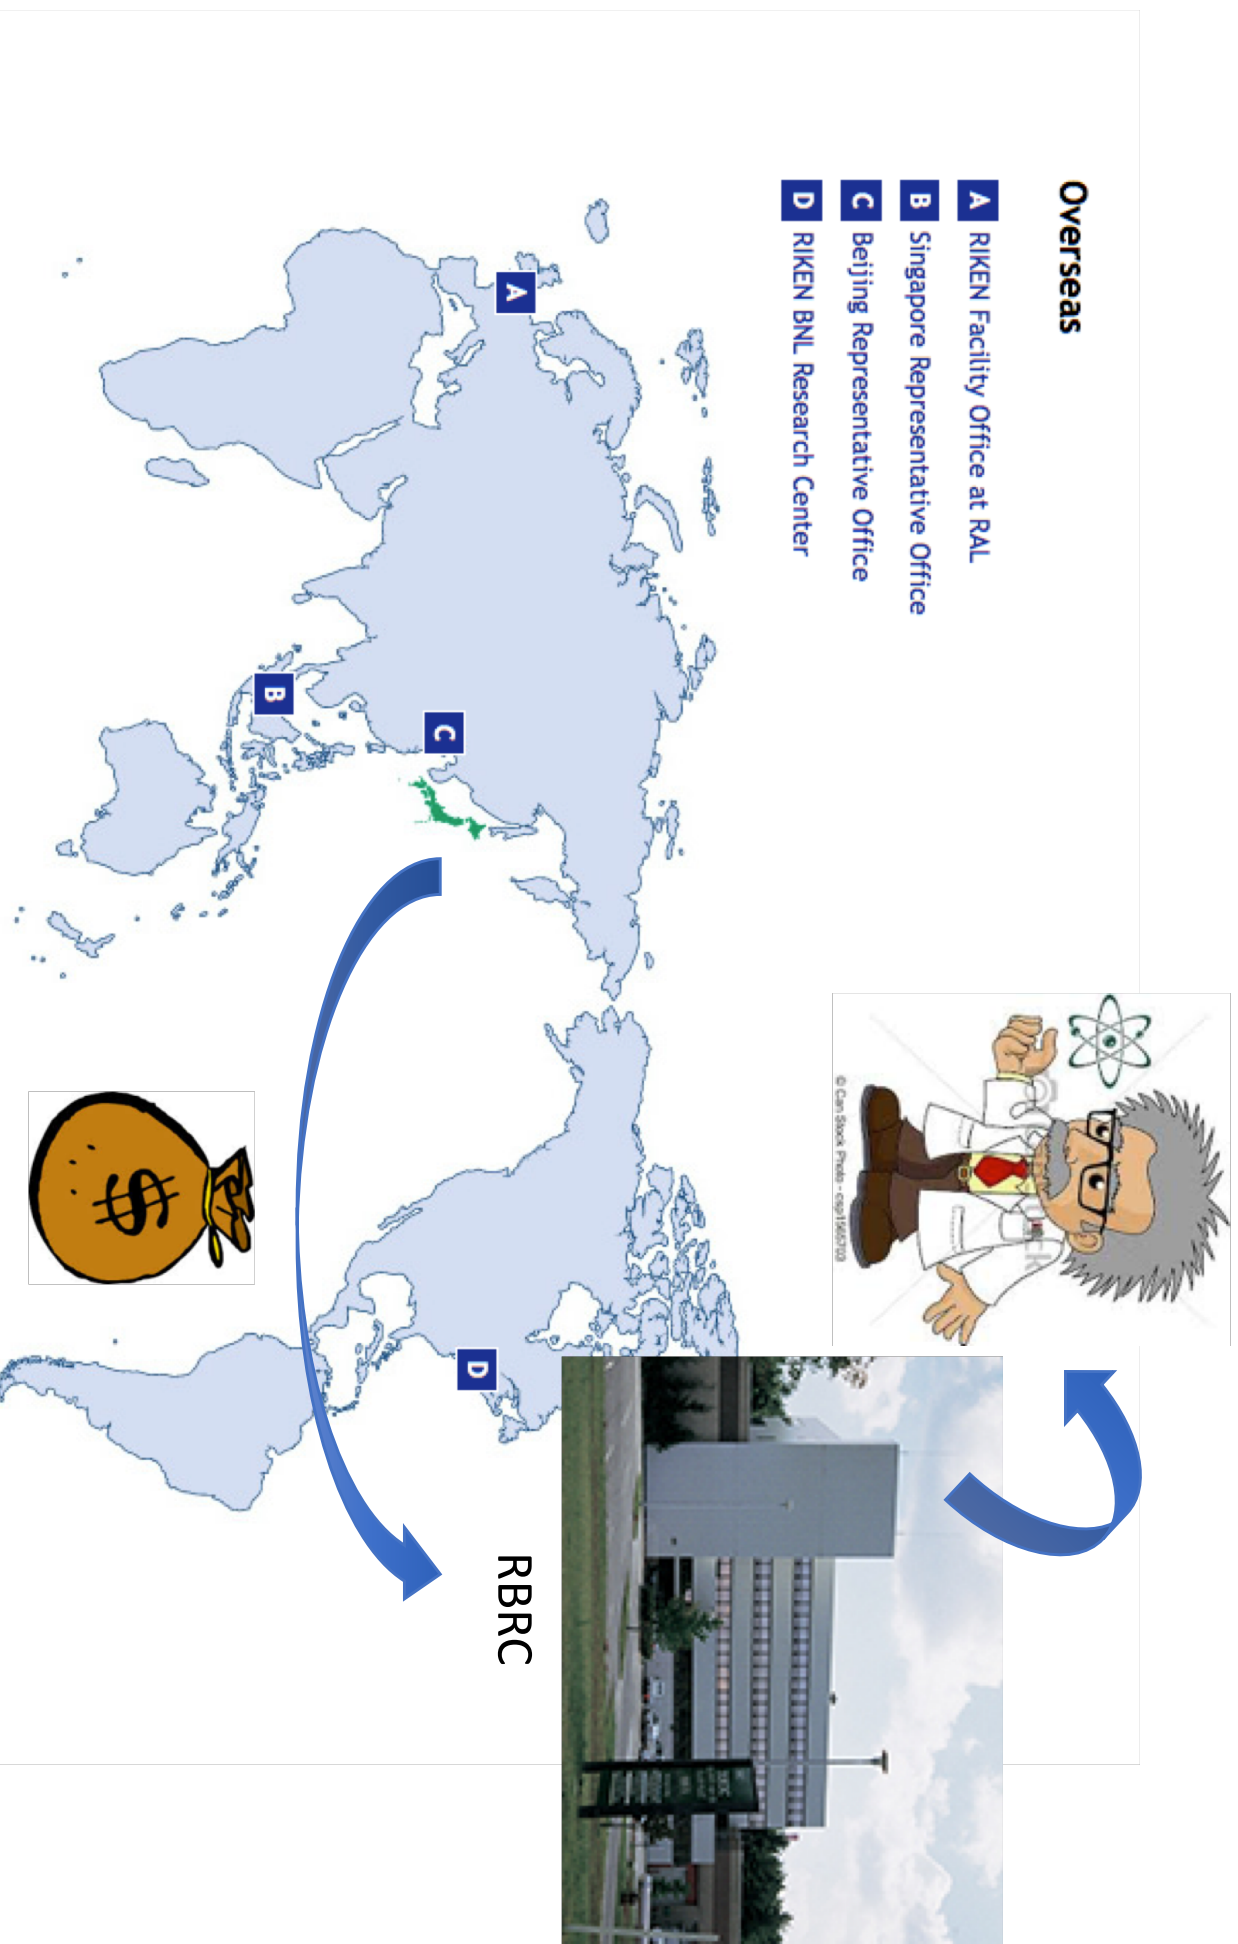 Overseas
A RIKEN Facility Office at RAL
B Singapore Representative Office
C Beijing Representative Office
D RIKEN BNL Research Center
A
B
C
D
$
RBRC
© Can Stock Photo - csp1965703